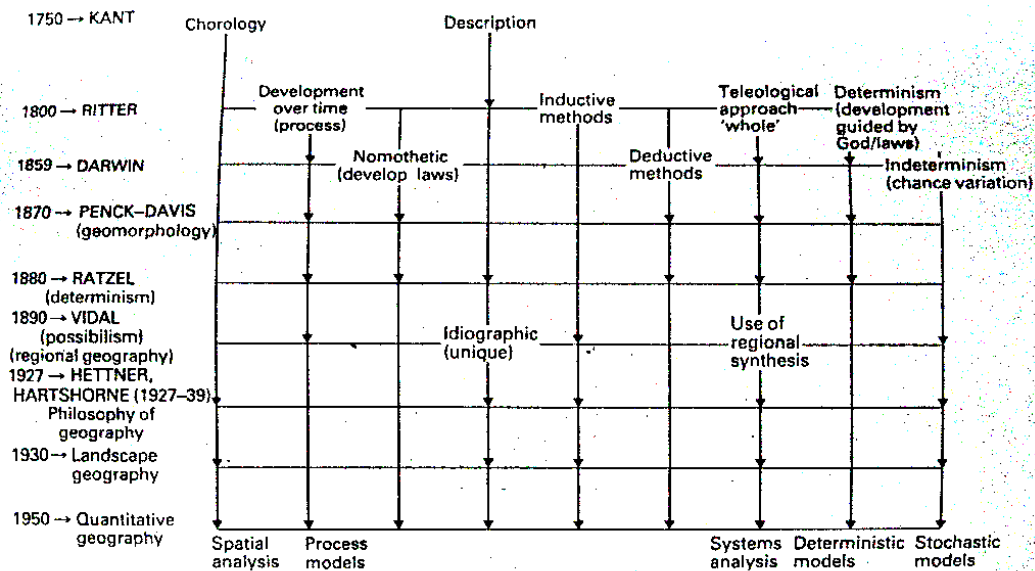 1750 → KANT
Chorology
Description
1800 → RITTER
Development
over time
(process)
Inductive
methods
Teleological
approach
'whole'
Determinism
(development
guided by
God/laws)
1859 → DARWIN
Nomothetic
(develop laws)
Deductive
methods
Indeterminism
(chance variation)
1870 → PENCK–DAVIS
(geomorphology)
1880 → RATZEL
(determinism)
1890 → VIDAL
(possibilism)
(regional geography)
Idiographic
(unique)
Use of
regional
synthesis
1927 → HETTNER,
HARTSHORNE (1927–39)
Philosophy of
geography
1930 → Landscape
geography
1950 → Quantitative
geography
Spatial
analysis
Process
models
Systems
analysis
Deterministic
models
Stochastic
models